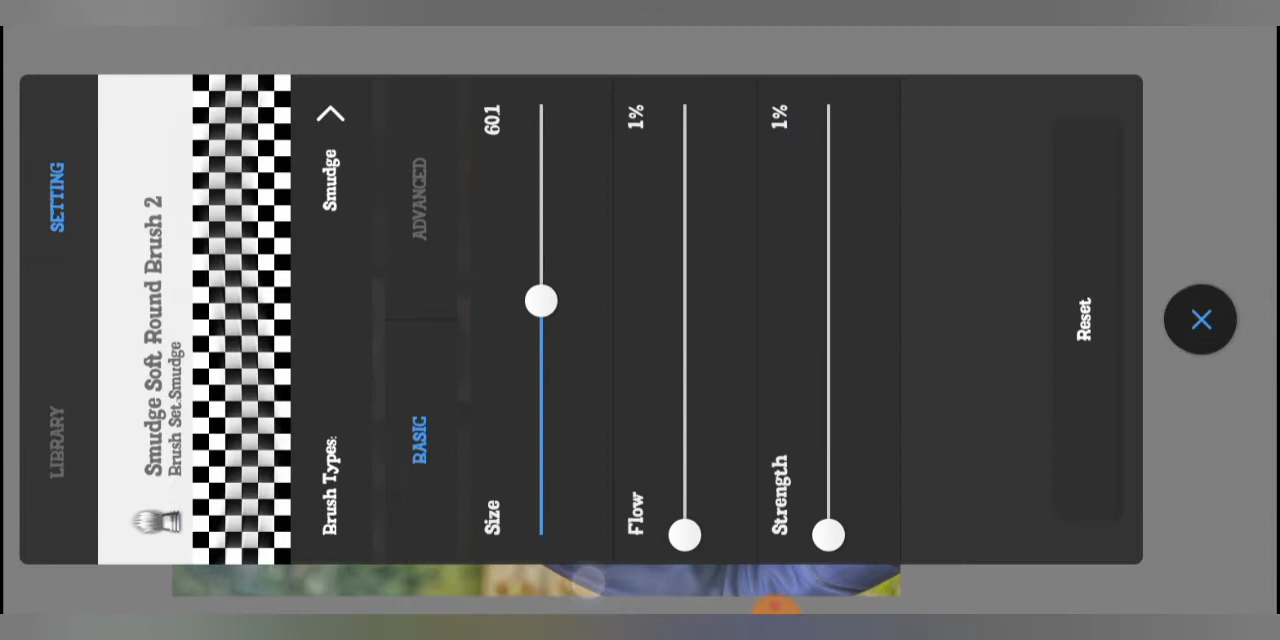 LIBRARY
SETTING
Smudge Soft Round Brush 2
Brush Set.Smudge
Brush Types:
Smudge
BASIC
ADVANCED
Size
601
Flow
1%
Strength
1%
Reset